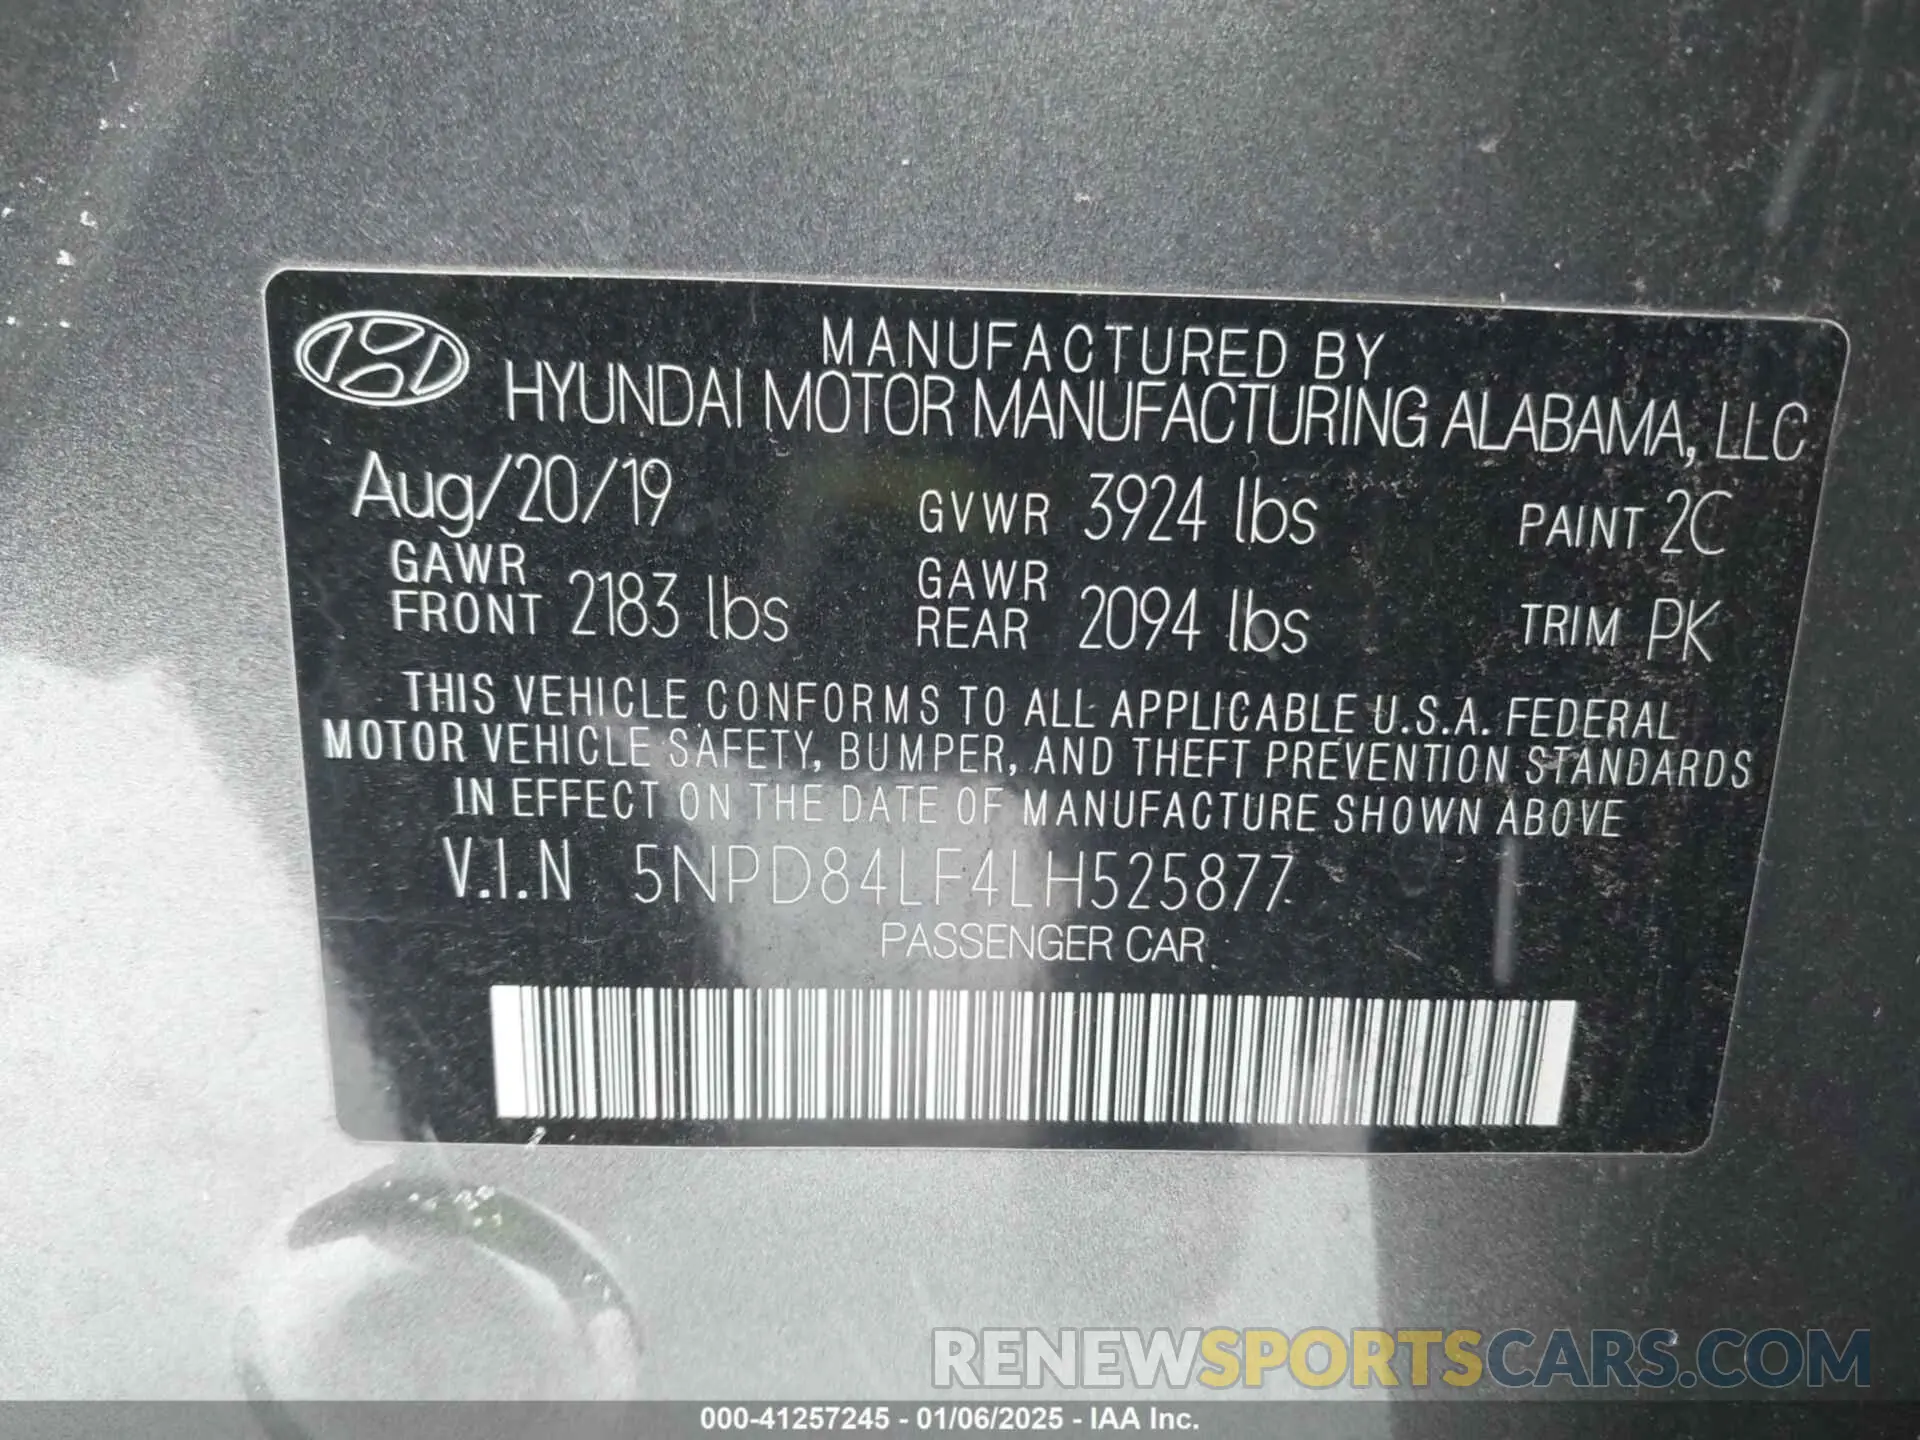 MANUFACTURED BY
HYUNDAI MOTOR MANUFACTURING ALABAMA, LLC
Aug/20/19 GVWR 3924 lbs PAINT 2C
GAWR FRONT 2183 lbs GAWR REAR 2094 lbs TRIM PK
THIS VEHICLE CONFORMS TO ALL APPLICABLE U.S.A. FEDERAL
MOTOR VEHICLE SAFETY, BUMPER, AND THEFT PREVENTION STANDARDS
IN EFFECT ON THE DATE OF MANUFACTURE SHOWN ABOVE
V.I.N 5NPD84LF4LH525877
PASSENGER CAR
RENEWSPORTSCARS.COM
000-41257245 - 01/06/2025 - IAA Inc.